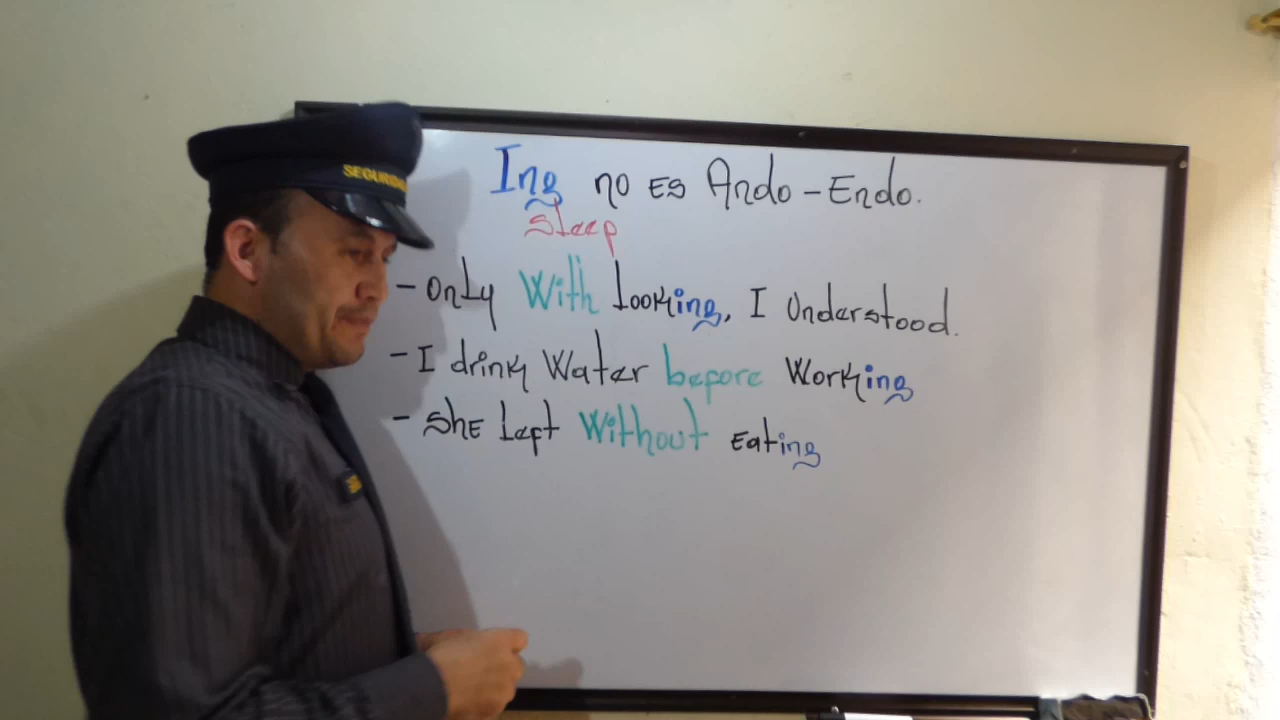 SEGURIDAD
Ing no Es Ando - Endo.
sleep
- Only With Looking, I Understood.
- I drink Water before Working
- She Left Without Eating